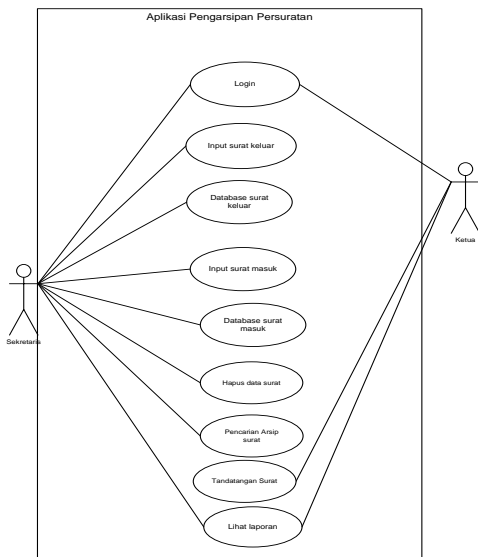 Aplikasi Pengarsipan Persuratan
Login
Input surat keluar
Database surat
keluar
Ketua
Input surat masuk
Database surat
masuk
Sekretaris
Hapus data surat
Pencarian Arsip
surat
Tandatangan Surat
Lihat laporan